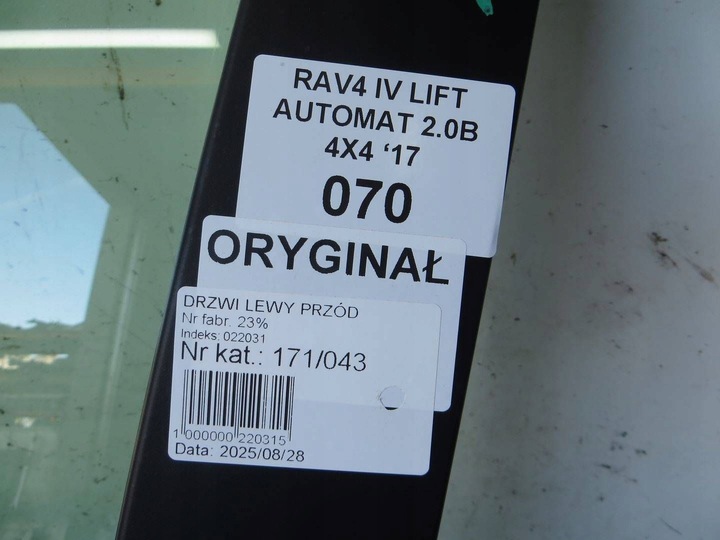 RAV4 IV LIFT
AUTOMAT 2.0B
4X4 ‘17
070
ORYGINAŁ
DRZWI LEWY PRZÓD
Nr fabr. 23%
Indeks: 022031
Nr kat.: 171/043
1 000000 220315
Data: 2025/08/28